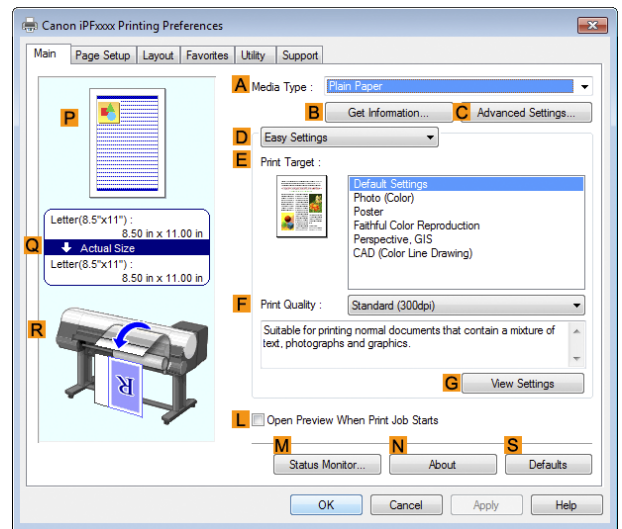 Canon iPFxxxx Printing Preferences
Main Page Setup Layout Favorites Utility Support
P
Letter(8.5"x11") :
8.50 in x 11.00 in
Q
Actual Size
Letter(8.5"x11") :
8.50 in x 11.00 in
R
R
A Media Type : Plain Paper
B Get Information... C Advanced Settings...
D Easy Settings
E Print Target :
Default Settings
Photo (Color)
Poster
Faithful Color Reproduction
Perspective, GIS
CAD (Color Line Drawing)
F Print Quality : Standard (300dpi)
Suitable for printing normal documents that contain a mixture of
text, photographs and graphics.
G View Settings
L Open Preview When Print Job Starts
M N S
Status Monitor... About Defaults
OK Cancel Apply Help